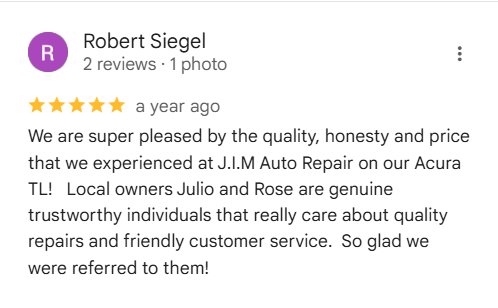 R
Robert Siegel
2 reviews · 1 photo
a year ago
We are super pleased by the quality, honesty and price
that we experienced at J.I.M Auto Repair on our Acura
TL!   Local owners Julio and Rose are genuine
trustworthy individuals that really care about quality
repairs and friendly customer service.  So glad we
were referred to them!